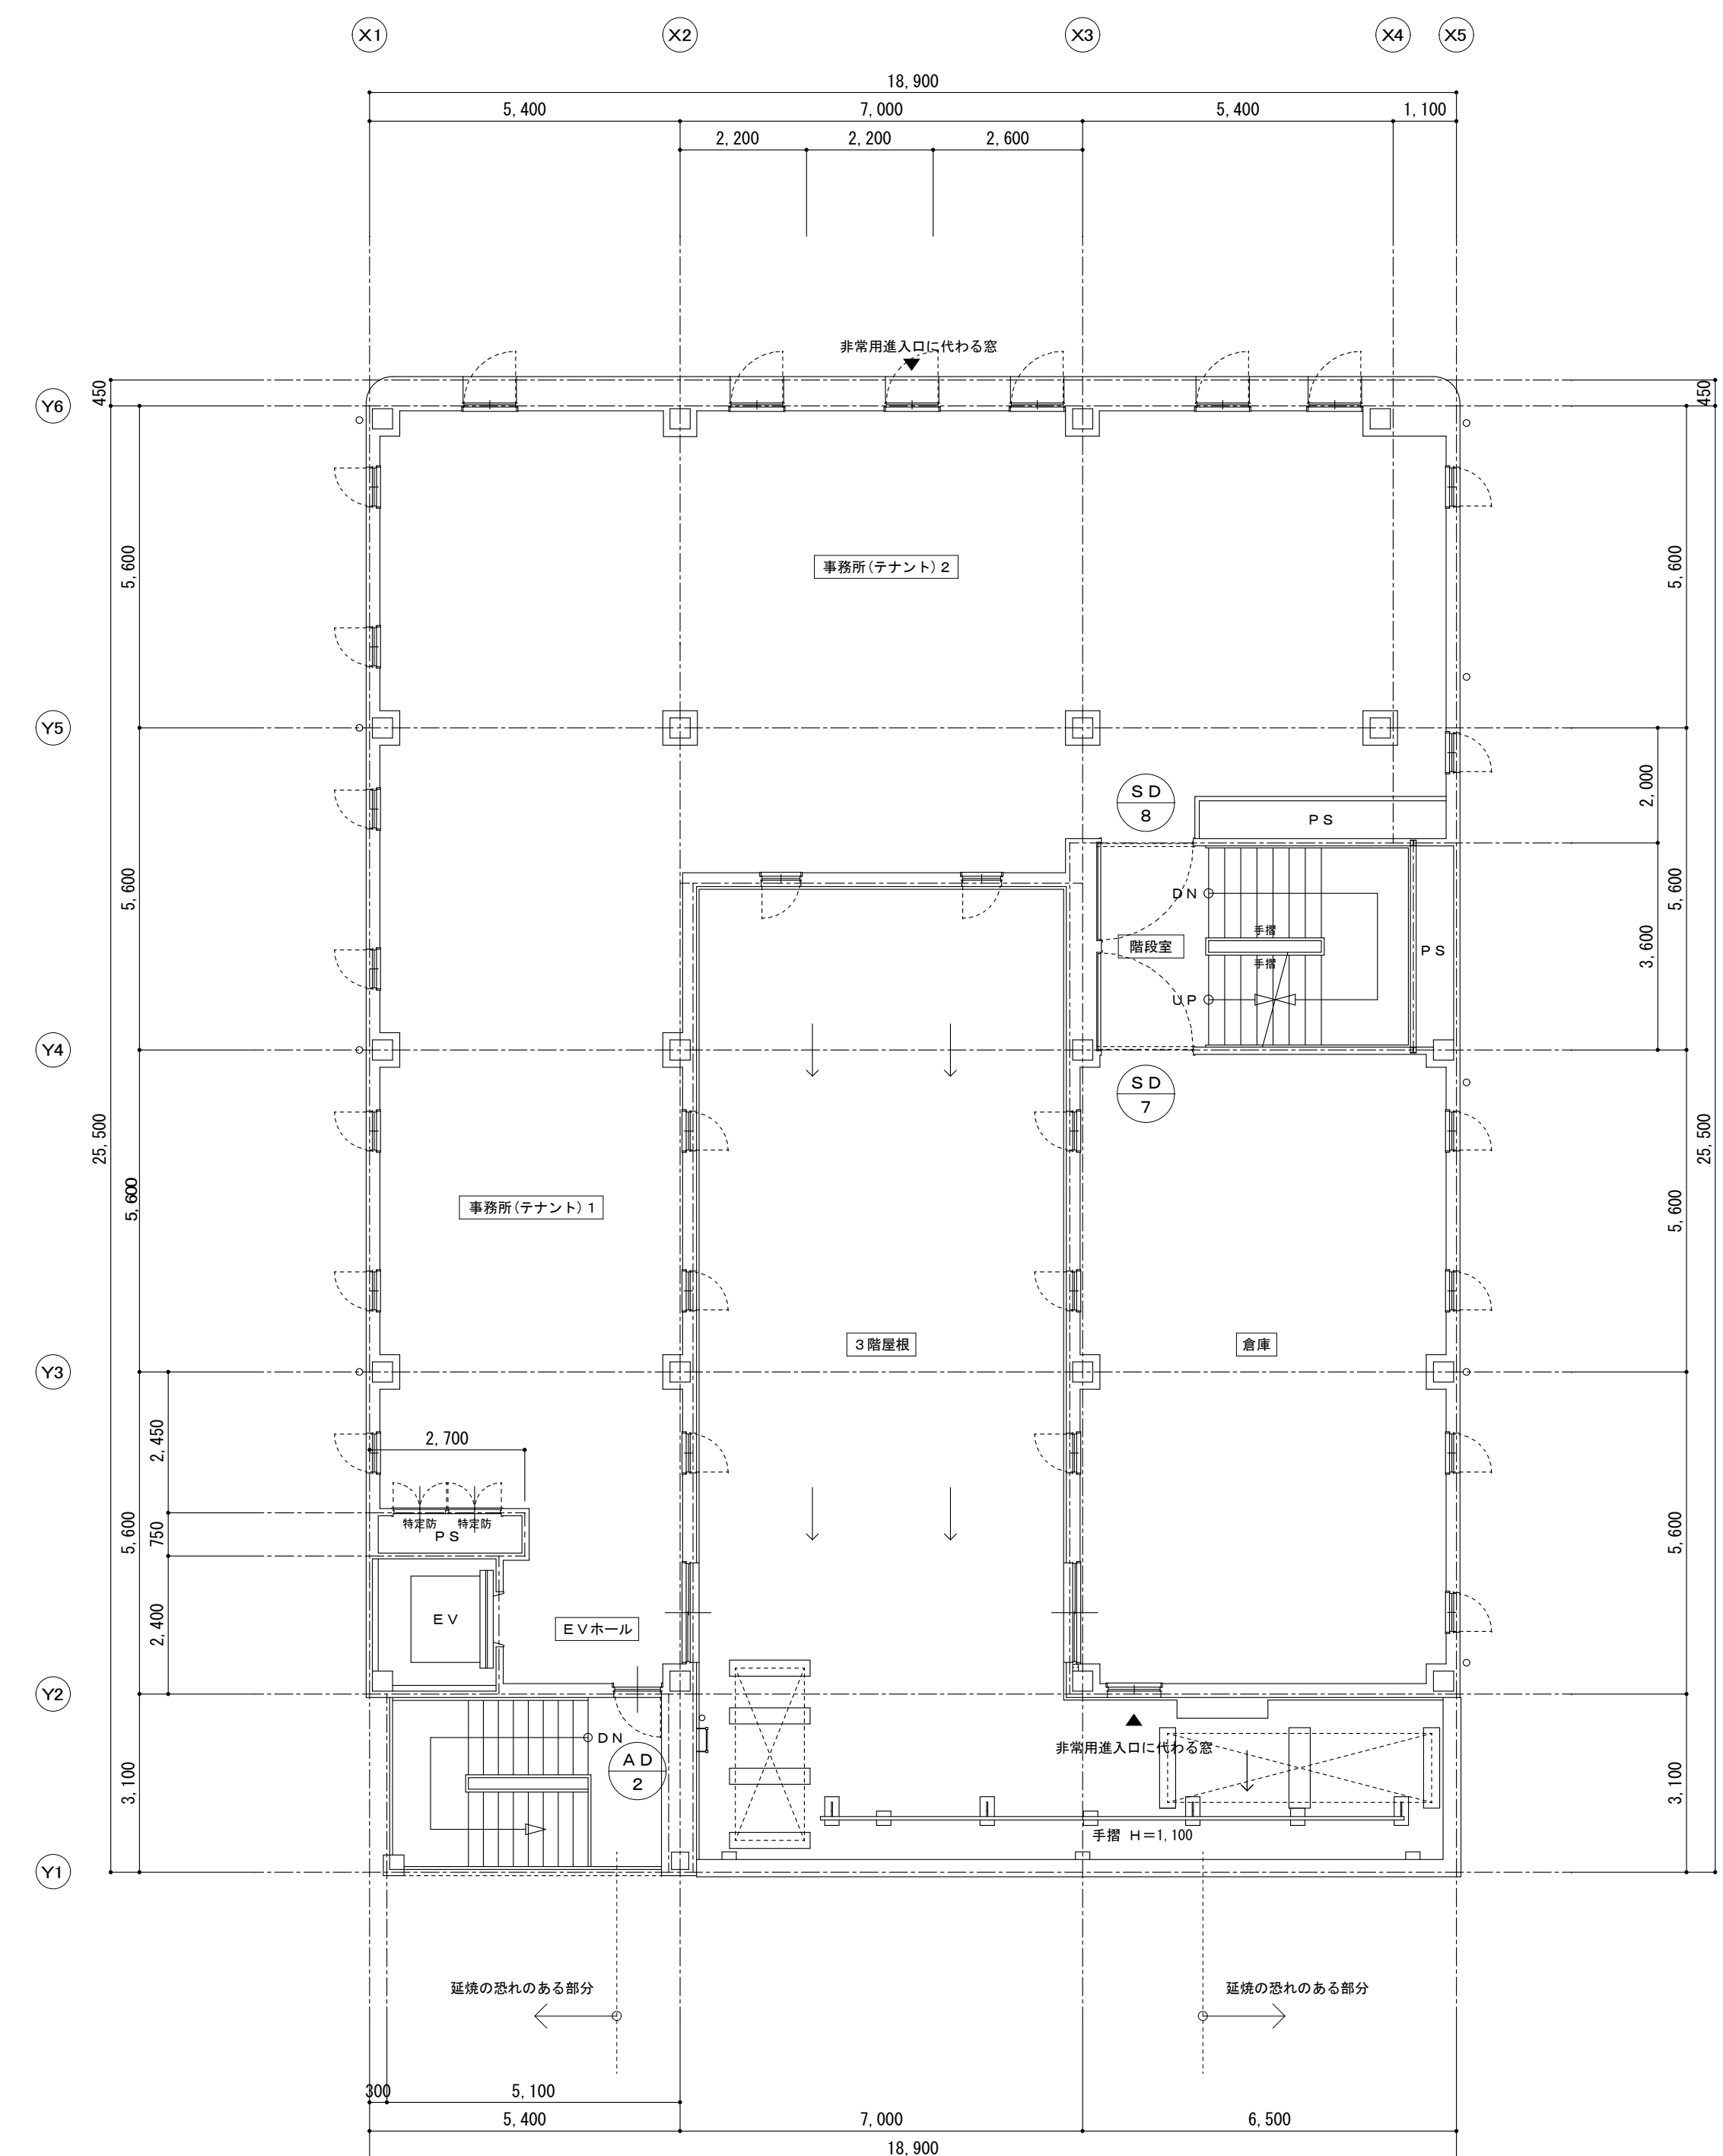 X1
X2
X3
X4
X5
18,900
5,400
7,000
5,400
1,100
2,200
2,200
2,600
非常用進入口に代わる窓
450
450
Y6
5,600
5,600
事務所(テナント)2
Y5
SD
8
2,000
PS
5,600
5,600
DN
手摺
階段室
手摺
PS
3,600
UP
Y4
SD
7
25,500
25,500
5,600
5,600
事務所(テナント)1
3階屋根
倉庫
Y3
2,700
2,450
特定防
特定防
PS
5,600
750
5,600
2,400
EV
EVホール
Y2
DN
AD
2
非常用進入口に代わる窓
3,100
3,100
手摺 H=1,100
Y1
延焼の恐れのある部分
延焼の恐れのある部分
300
5,100
5,400
7,000
6,500
18,900